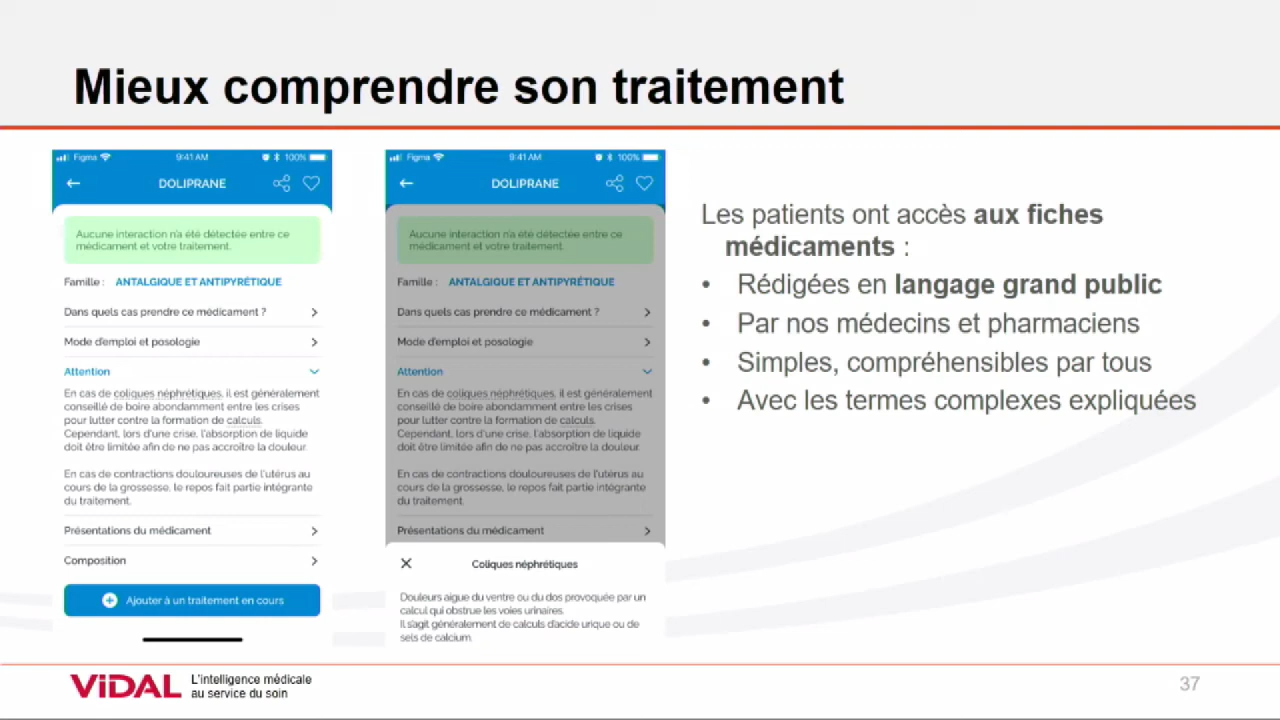 Mieux comprendre son traitement
Figma 9:41 AM 100%
DOLIPRANE
Aucune interaction n'a été détectée entre ce
médicament et votre traitement.
Famille : ANTALGIQUE ET ANTIPYRÉTIQUE
Dans quels cas prendre ce médicament ?
Mode d'emploi et posologie
Attention
En cas de coliques néphrétiques, il est généralement
conseillé de boire abondamment entre les crises
pour lutter contre la formation de calculs.
Cependant, lors d'une crise, l'absorption de liquide
doit être limitée afin de ne pas accroître la douleur.
En cas de contractions douloureuses de l'utérus au
cours de la grossesse, le repos fait partie intégrante
du traitement.
Présentations du médicament
Composition
Ajouter à un traitement en cours
Figma 9:41 AM 100%
DOLIPRANE
Aucune interaction n'a été détectée entre ce
médicament et votre traitement.
Famille : ANTALGIQUE ET ANTIPYRÉTIQUE
Dans quels cas prendre ce médicament ?
Mode d'emploi et posologie
Attention
En cas de coliques néphrétiques, il est généralement
conseillé de boire abondamment entre les crises
pour lutter contre la formation de calculs.
Cependant, lors d'une crise, l'absorption de liquide
doit être limitée afin de ne pas accroître la douleur.
En cas de contractions douloureuses de l'utérus au
cours de la grossesse, le repos fait partie intégrante
du traitement.
Présentations du médicament
Coliques néphrétiques
Douleurs aigue du ventre ou du dos provoquée par un
calcul qui obstrue les voies urinaires.
Il s'agit généralement de calculs d'acide urique ou de
sels de calcium.
Les patients ont accès aux fiches
médicaments :
• Rédigées en langage grand public
• Par nos médecins et pharmaciens
• Simples, compréhensibles par tous
• Avec les termes complexes expliquées
ViDAL
L'intelligence médicale
au service du soin
37